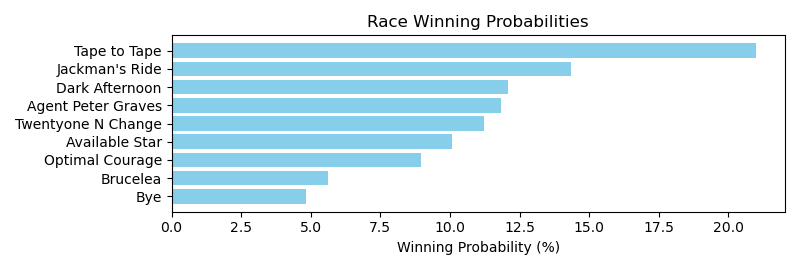 Race Winning Probabilities
Tape to Tape
Jackman's Ride
Dark Afternoon
Agent Peter Graves
Twentyone N Change
Available Star
Optimal Courage
Brucelea
Bye
0.0 2.5 5.0 7.5 10.0 12.5 15.0 17.5 20.0
Winning Probability (%)